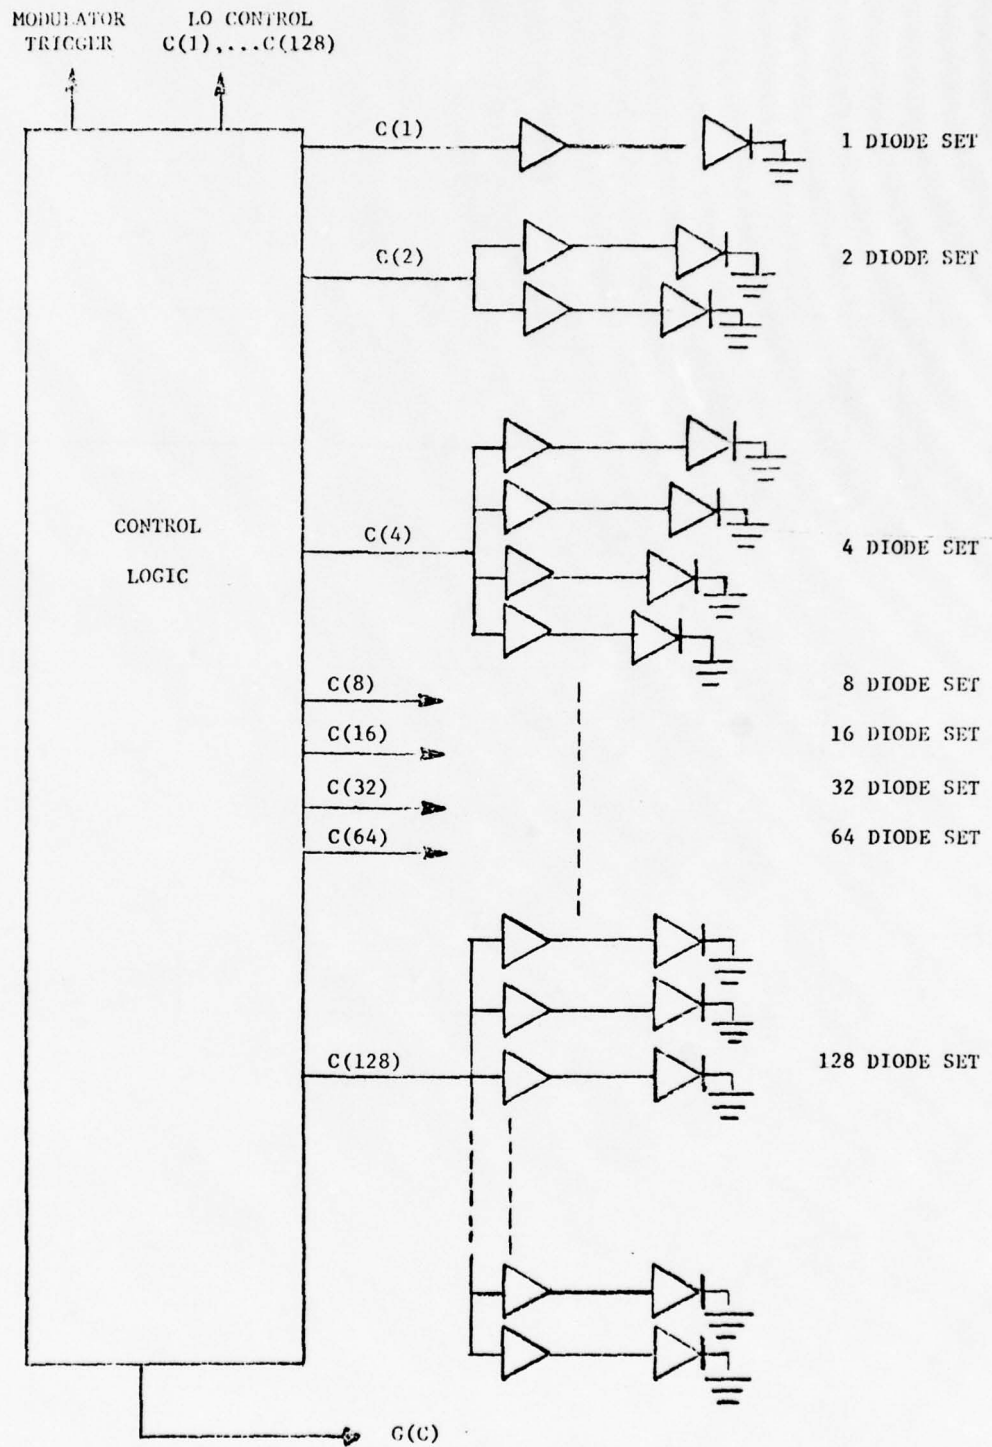 MODULATOR
TRIGGER
LO CONTROL
C(1),...C(128)
C(1)
1 DIODE SET
C(2)
2 DIODE SET
C(4)
4 DIODE SET
CONTROL
LOGIC
C(8)
8 DIODE SET
C(16)
16 DIODE SET
C(32)
32 DIODE SET
C(64)
64 DIODE SET
C(128)
128 DIODE SET
G(C)